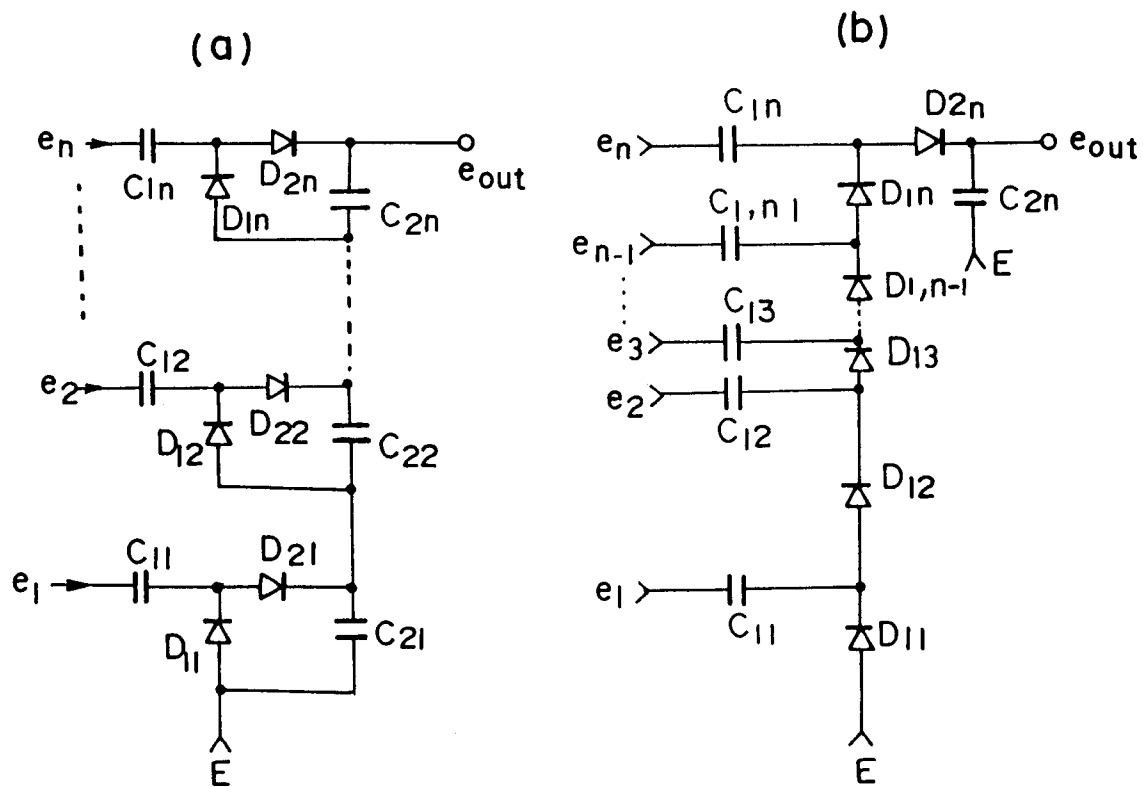 (a)
en
C1n
D2n
eout
D1n
C2n
C12
e2
D22
D12
C22
C11
D21
e1
D11
C21
E
(b)
C1n
D2n
en
eout
D1n
C1,n1
C2n
en-1
E
D1,n-1
C13
e3
D13
e2
C12
D12
e1
C11
D11
E